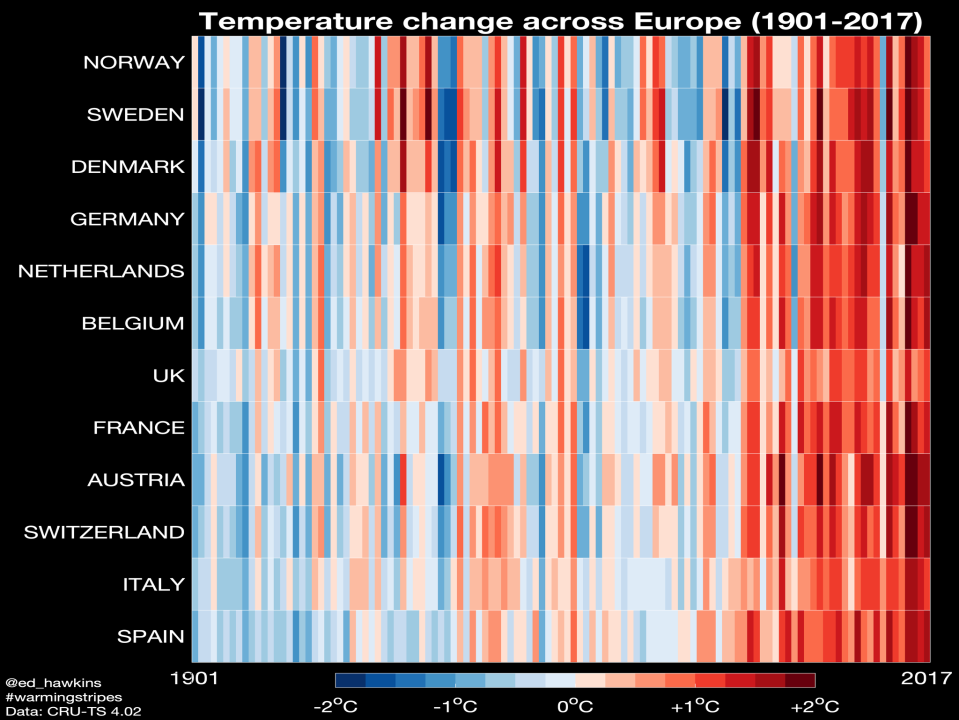 Temperature change across Europe (1901-2017)
NORWAY
SWEDEN
DENMARK
GERMANY
NETHERLANDS
BELGIUM
UK
FRANCE
AUSTRIA
SWITZERLAND
ITALY
SPAIN
1901
2017
-2°C -1°C 0°C +1°C +2°C
@ed_hawkins
#warmingstripes
Data: CRU-TS 4.02